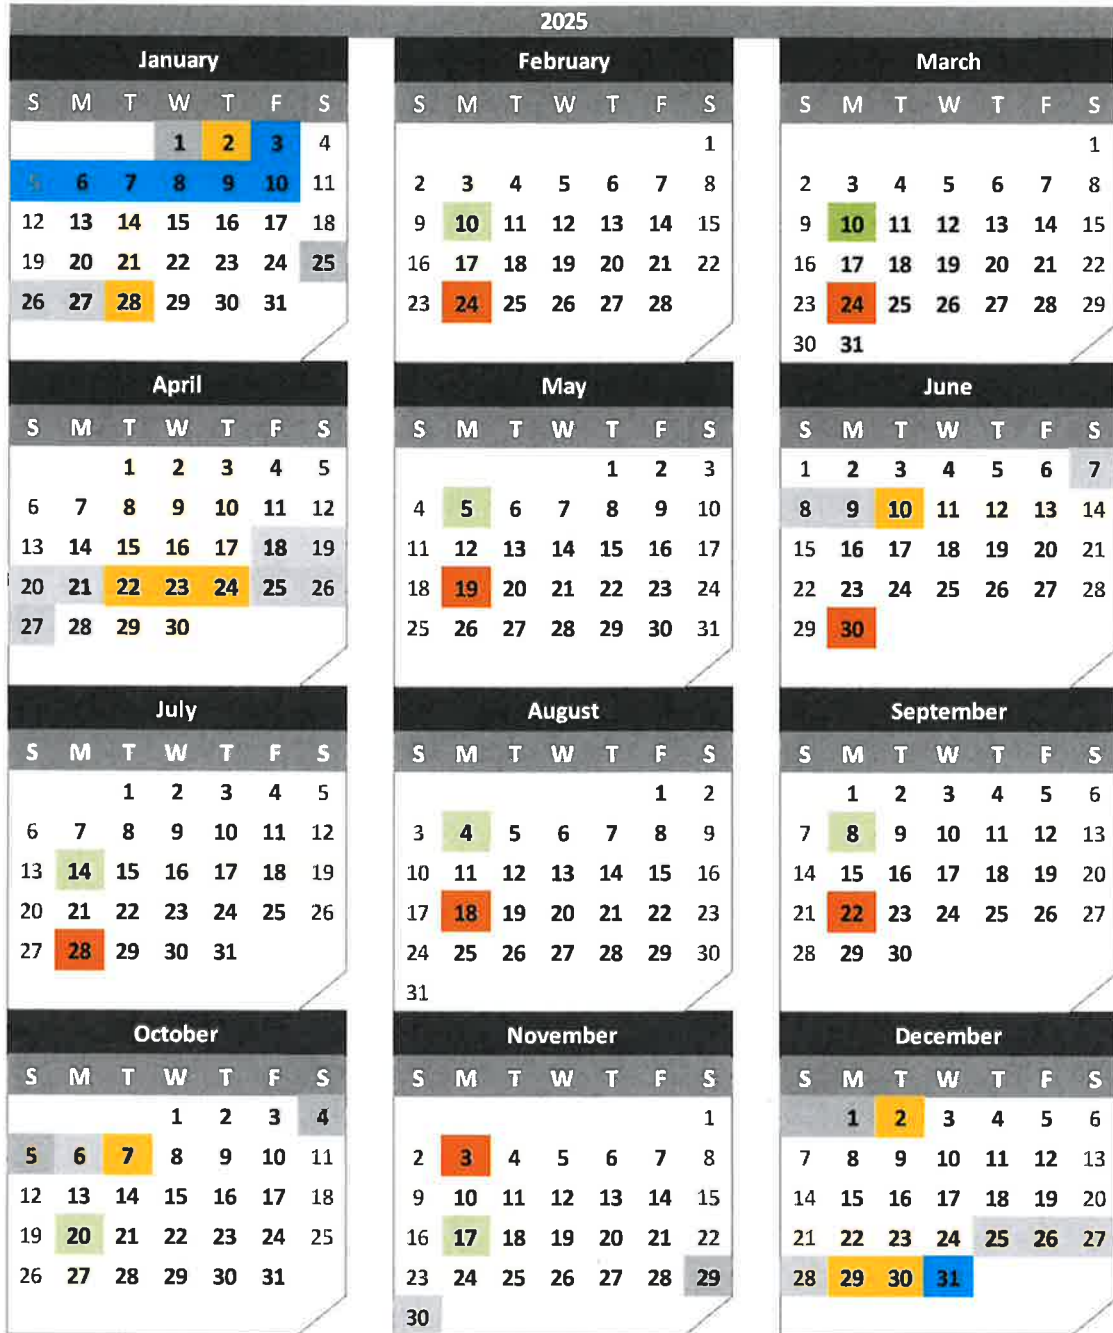 2025
January February March
S M T W T F S S M T W T F S S M T W T F S
1 2 3 4 1 1
5 6 7 8 9 10 11 2 3 4 5 6 7 8 2 3 4 5 6 7 8
12 13 14 15 16 17 18 9 10 11 12 13 14 15 9 10 11 12 13 14 15
19 20 21 22 23 24 25 16 17 18 19 20 21 22 16 17 18 19 20 21 22
26 27 28 29 30 31 23 24 25 26 27 28 23 24 25 26 27 28 29
30 31
April May June
S M T W T F S S M T W T F S S M T W T F S
1 2 3 4 5 1 2 3 1 2 3 4 5 6 7
6 7 8 9 10 11 12 4 5 6 7 8 9 10 8 9 10 11 12 13 14
13 14 15 16 17 18 19 11 12 13 14 15 16 17 15 16 17 18 19 20 21
20 21 22 23 24 25 26 18 19 20 21 22 23 24 22 23 24 25 26 27 28
27 28 29 30 25 26 27 28 29 30 31 29 30
July August September
S M T W T F S S M T W T F S S M T W T F S
1 2 3 4 5 1 2 1 2 3 4 5 6
6 7 8 9 10 11 12 3 4 5 6 7 8 9 7 8 9 10 11 12 13
13 14 15 16 17 18 19 10 11 12 13 14 15 16 14 15 16 17 18 19 20
20 21 22 23 24 25 26 17 18 19 20 21 22 23 21 22 23 24 25 26 27
27 28 29 30 31 24 25 26 27 28 29 30 28 29 30
31
October November December
S M T W T F S S M T W T F S S M T W T F S
1 2 3 4 1 1 2 3 4 5 6
5 6 7 8 9 10 11 2 3 4 5 6 7 8 7 8 9 10 11 12 13
12 13 14 15 16 17 18 9 10 11 12 13 14 15 14 15 16 17 18 19 20
19 20 21 22 23 24 25 16 17 18 19 20 21 22 21 22 23 24 25 26 27
26 27 28 29 30 31 23 24 25 26 27 28 29 28 29 30 31
30